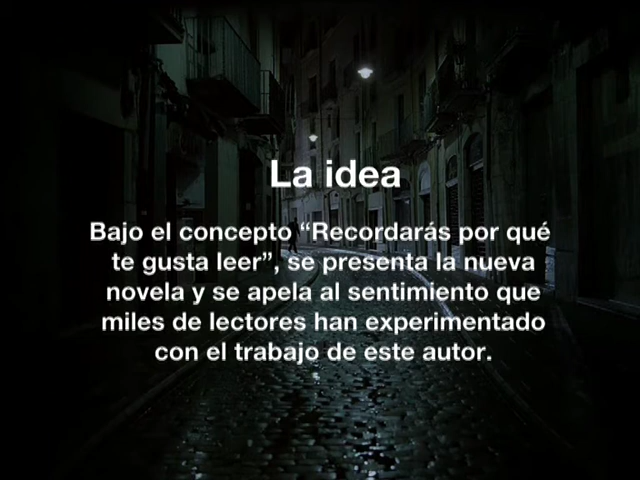 La idea
Bajo el concepto “Recordarás por qué
te gusta leer”, se presenta la nueva
novela y se apela al sentimiento que
miles de lectores han experimentado
con el trabajo de este autor.